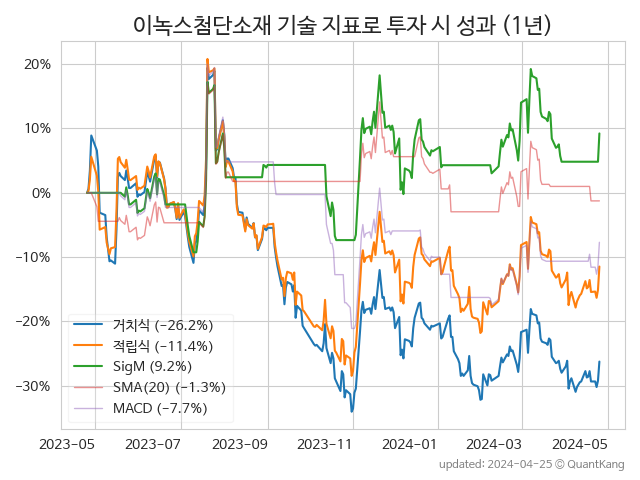 이녹스첨단소재 기술 지표로 투자 시 성과 (1년)
20%
10%
0%
−10%
−20%
−30%
거치식 (−26.2%)
적립식 (−11.4%)
SigM (9.2%)
SMA(20) (−1.3%)
MACD (−7.7%)
2023-05 2023-07 2023-09 2023-11 2024-01 2024-03 2024-05
updated: 2024-04-25 © QuantKang